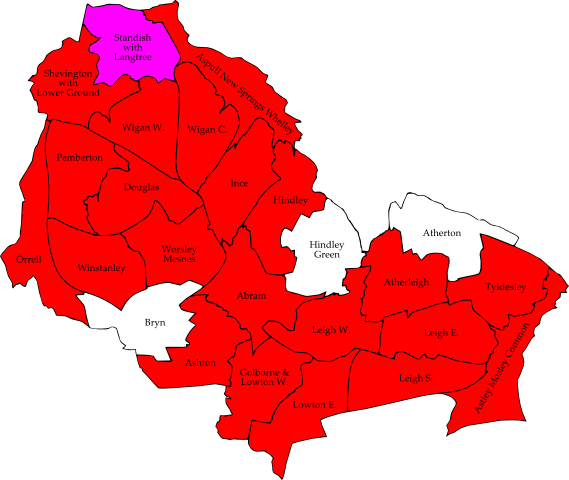 Standish
with
Langtree
Aspull New Springs Whelley
Shevington
with
Lower Ground
Wigan W.
Wigan C.
Pemberton
Douglas
Ince
Hindley
Atherton
Hindley
Green
Worsley
Mesnes
Orrell
Winstanley
Atherleigh
Tyldesley
Abram
Bryn
Leigh W.
Leigh E.
Astley Mosley Common
Ashton
Golborne &
Lowton W.
Leigh S.
Lowton E.